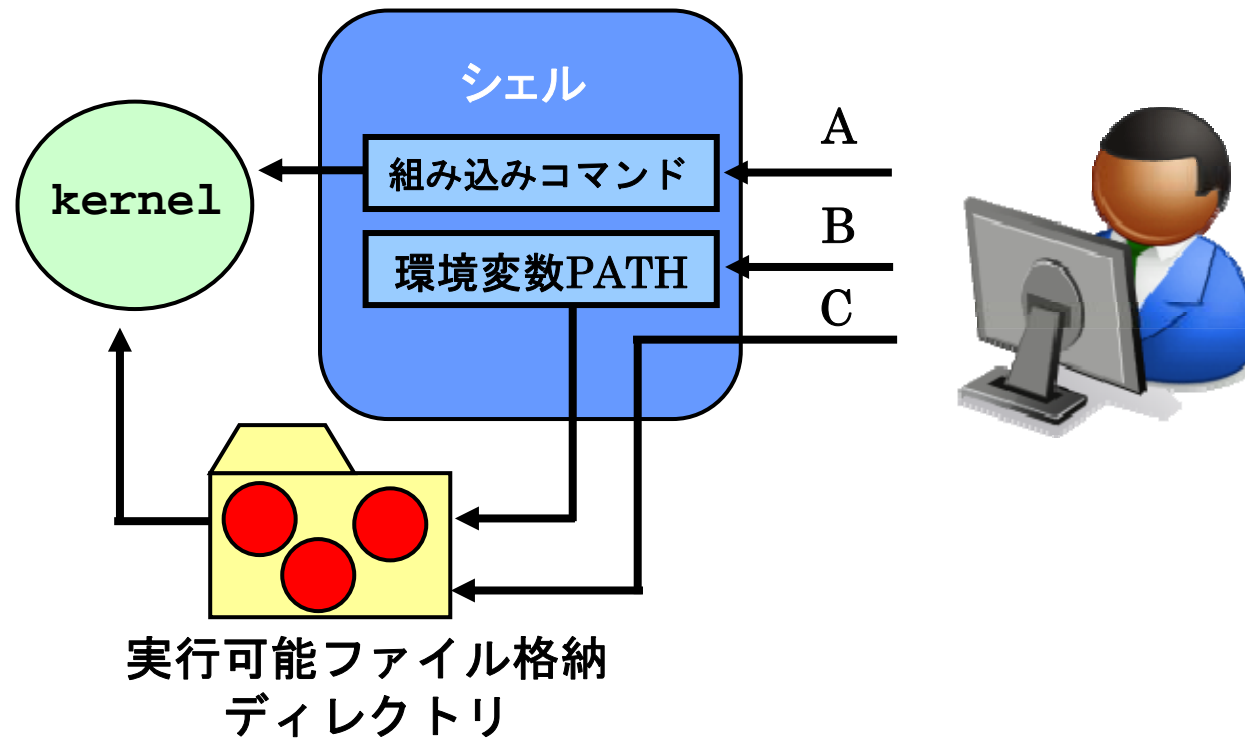 シェル
A
組み込みコマンド
kernel
B
環境変数PATH
C
実行可能ファイル格納
ディレクトリ